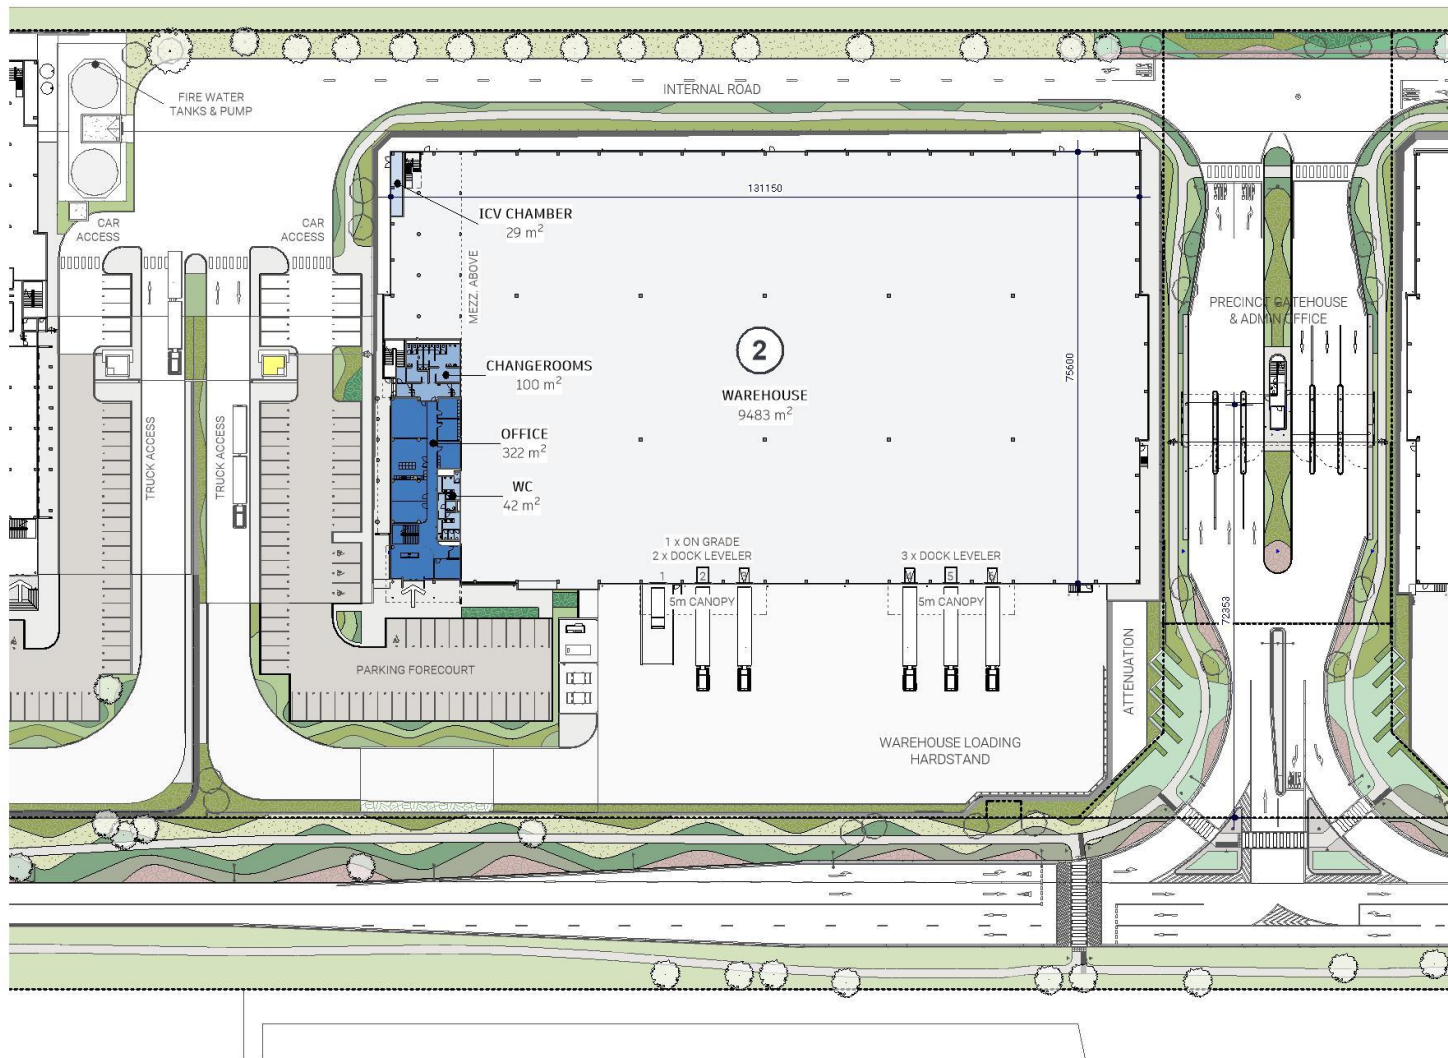 FIRE WATER
TANKS & PUMP
INTERNAL ROAD
131150
ICV CHAMBER
29 m²
CAR
ACCESS
CAR
ACCESS
MEZZ. ABOVE
PRECINCT GATEHOUSE
& ADMIN OFFICE
2
75600
CHANGEROOMS
100 m²
WAREHOUSE
9483 m²
TRUCK ACCESS
TRUCK ACCESS
OFFICE
322 m²
WC
42 m²
1 x ON GRADE
2 x DOCK LEVELER
3 x DOCK LEVELER
1
2
3
4
5
6
5m CANOPY
5m CANOPY
72353
PARKING FORECOURT
ATTENUATION
WAREHOUSE LOADING
HARDSTAND